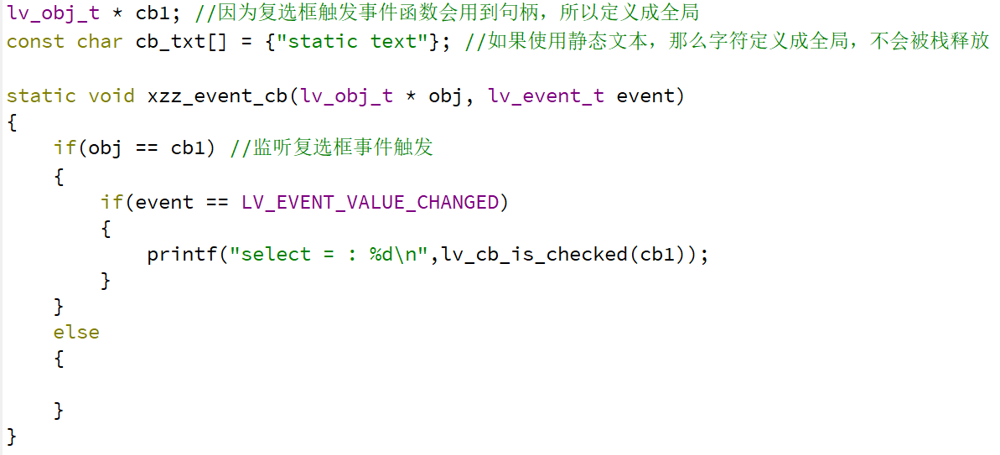 lv_obj_t * cb1; //因为复选框触发事件函数会用到句柄，所以定义成全局
const char cb_txt[] = {"static text"}; //如果使用静态文本，那么字符定义成全局，不会被栈释放
static void xzz_event_cb(lv_obj_t * obj, lv_event_t event)
{
if(obj == cb1) //监听复选框事件触发
{
if(event == LV_EVENT_VALUE_CHANGED)
{
printf("select = : %d\n",lv_cb_is_checked(cb1));
}
}
else
{
}
}